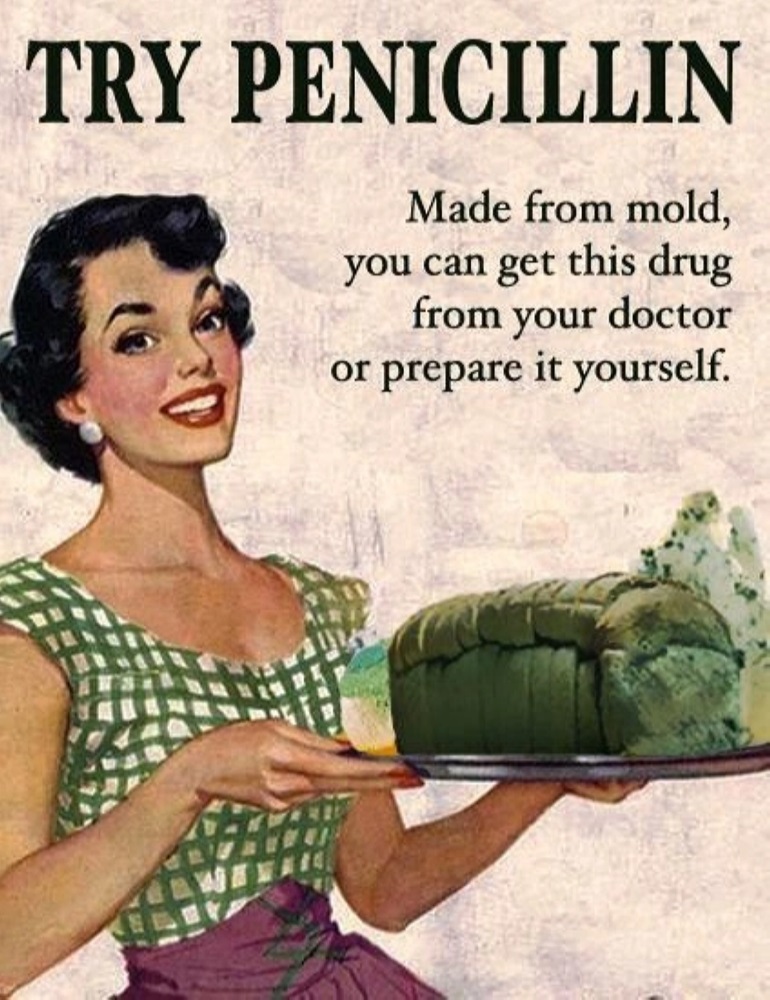 TRY PENICILLIN
Made from mold,
you can get this drug
from your doctor
or prepare it yourself.